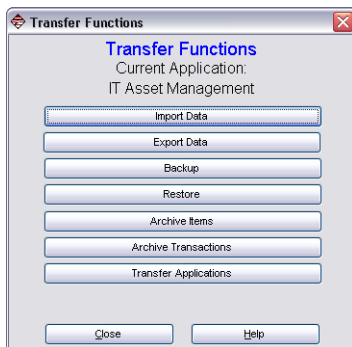 Transfer Functions
Transfer Functions
Current Application:
IT Asset Management
Import Data
Export Data
Backup
Restore
Archive Items
Archive Transactions
Transfer Applications
Close
Help